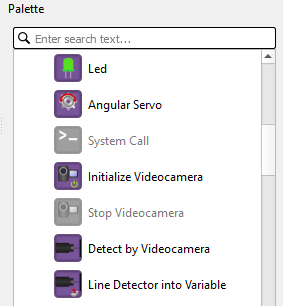 Palette
Enter search text...
Led
Angular Servo
System Call
Initialize Videocamera
Stop Videocamera
Detect by Videocamera
Line Detector into Variable